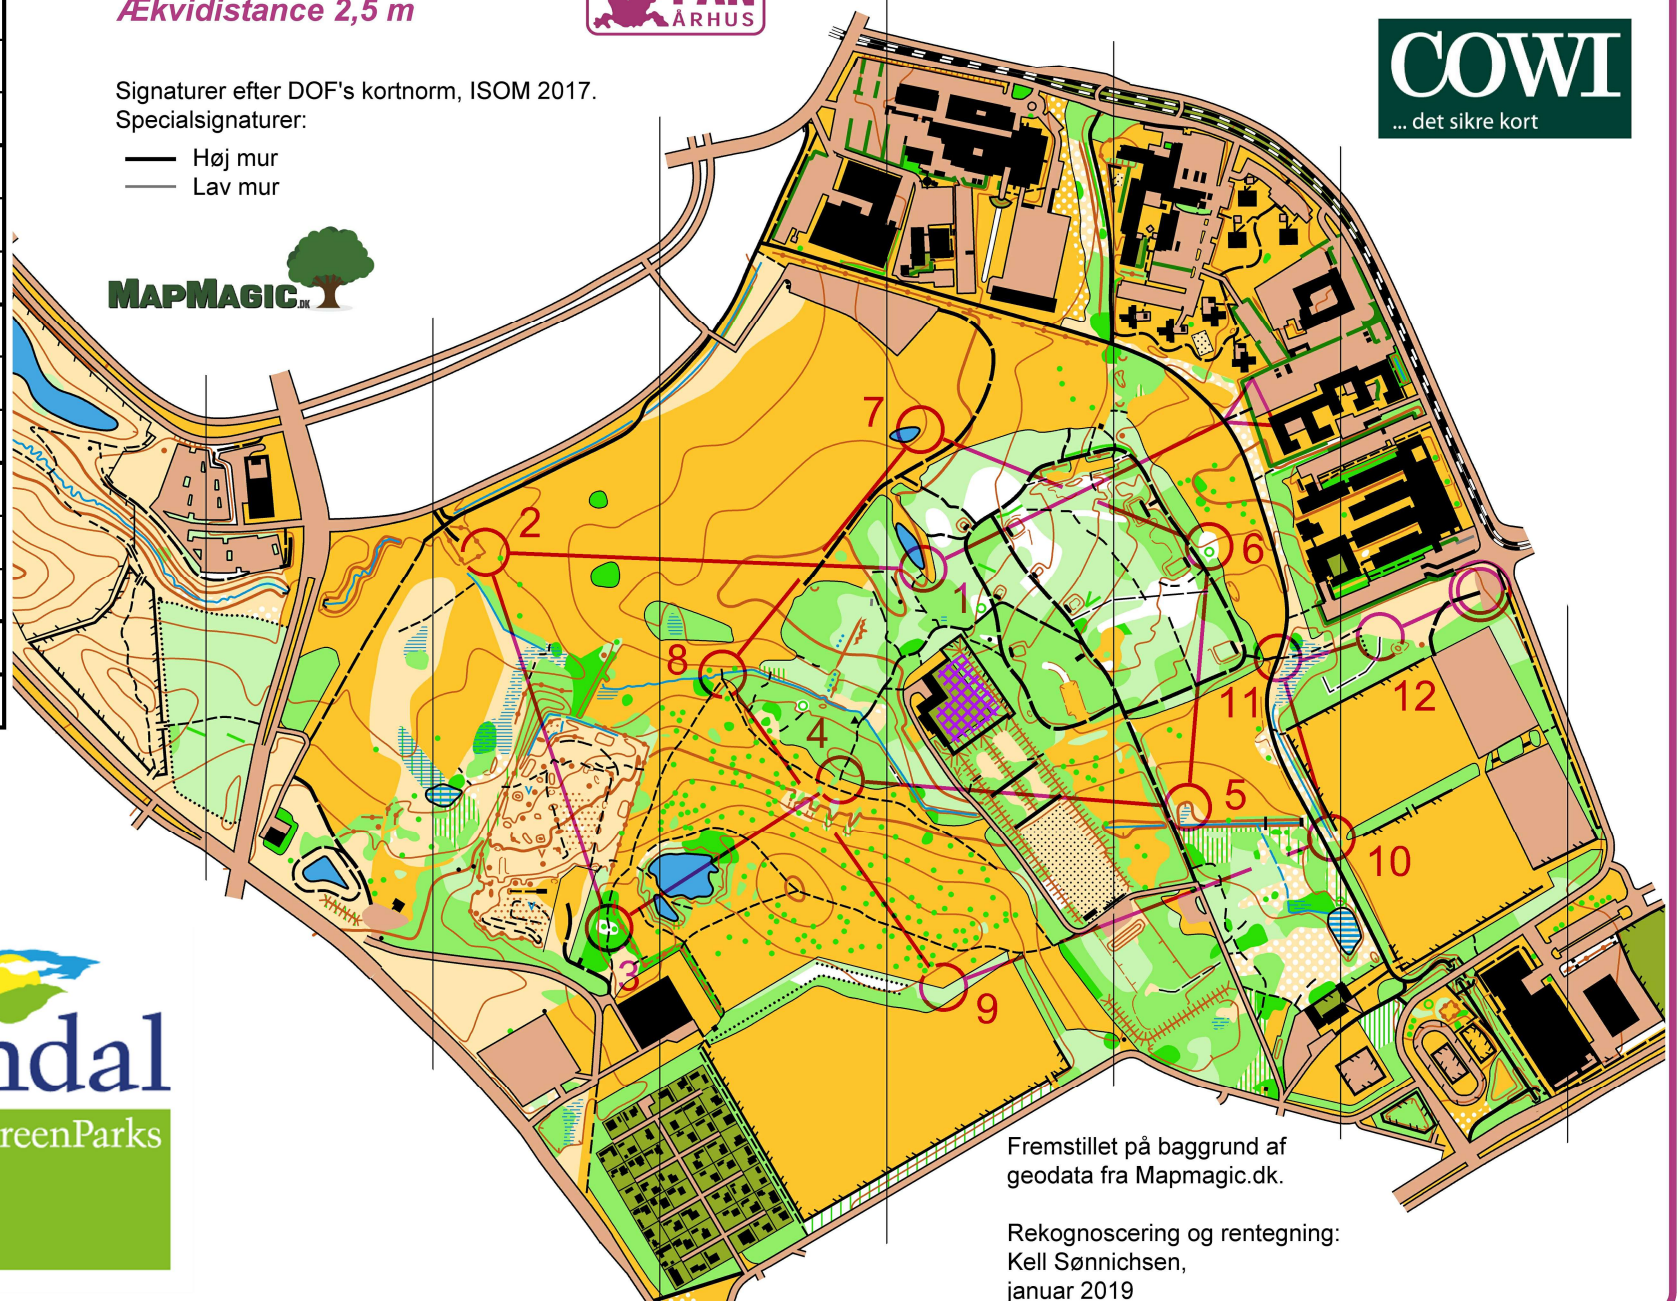 Ækvidistance 2,5 m
PAN
ÅRHUS
COWI
... det sikre kort
Signaturer efter DOF's kortnorm, ISOM 2017.
Specialsignaturer:
Høj mur
Lav mur
MAPMAGIC.DK
7
2
6
1
8
11
12
4
5
10
3
9
ndal
reenParks
Fremstillet på baggrund af
geodata fra Mapmagic.dk.
Rekognoscering og rentegning:
Kell Sønnichsen,
januar 2019